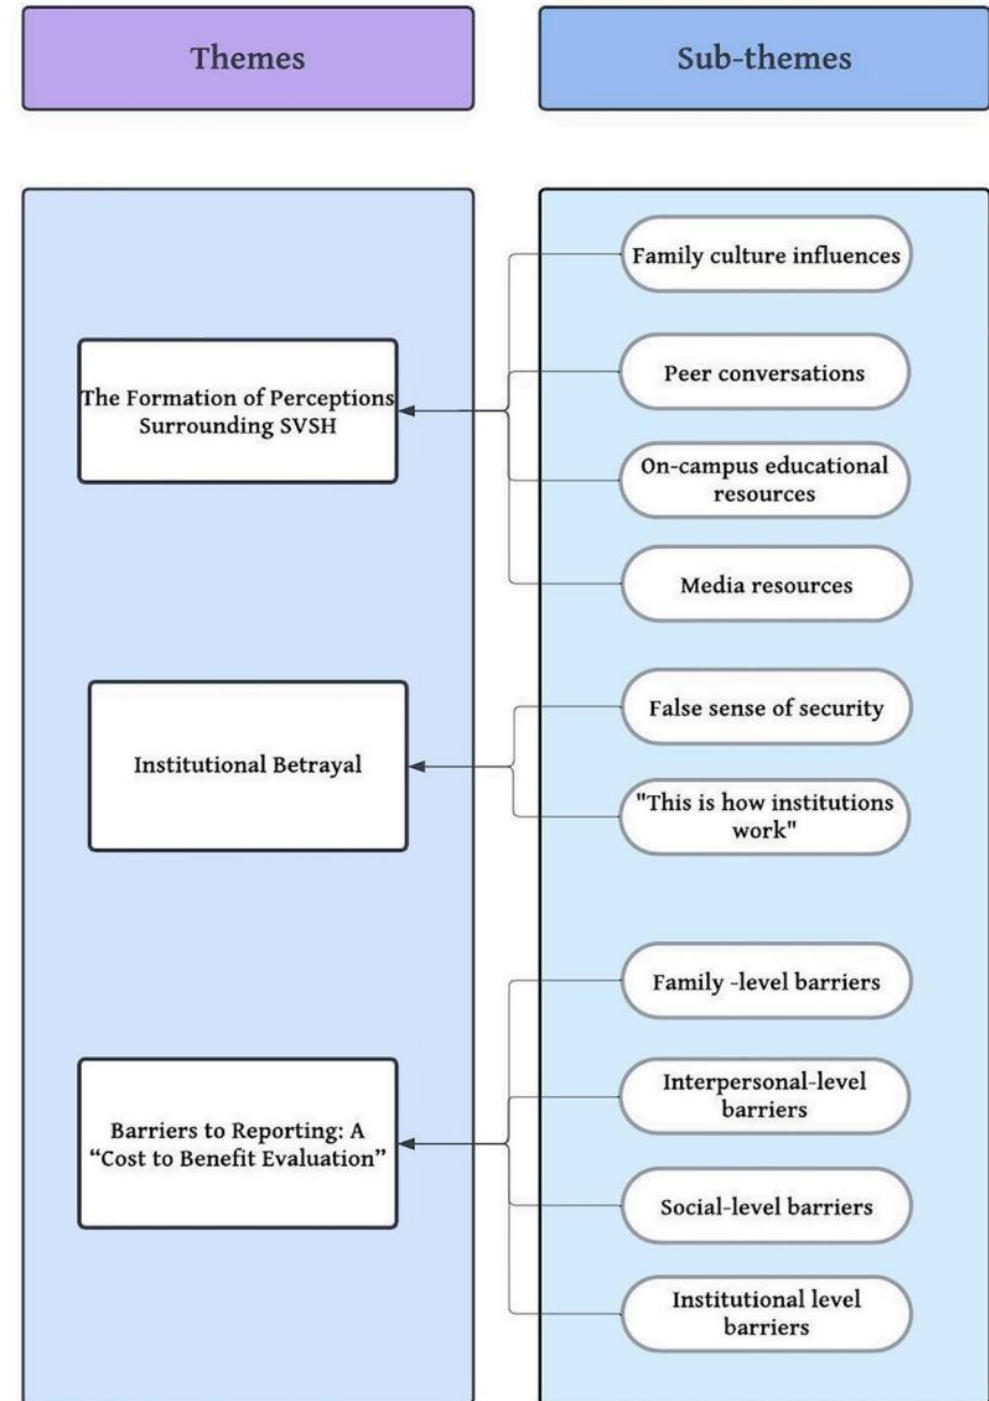 Themes
Sub-themes
The Formation of Perceptions
Surrounding SVSH
Family culture influences
Peer conversations
On-campus educational
resources
Media resources
Institutional Betrayal
False sense of security
"This is how institutions
work"
Barriers to Reporting: A
“Cost to Benefit Evaluation”
Family -level barriers
Interpersonal-level
barriers
Social-level barriers
Institutional level
barriers